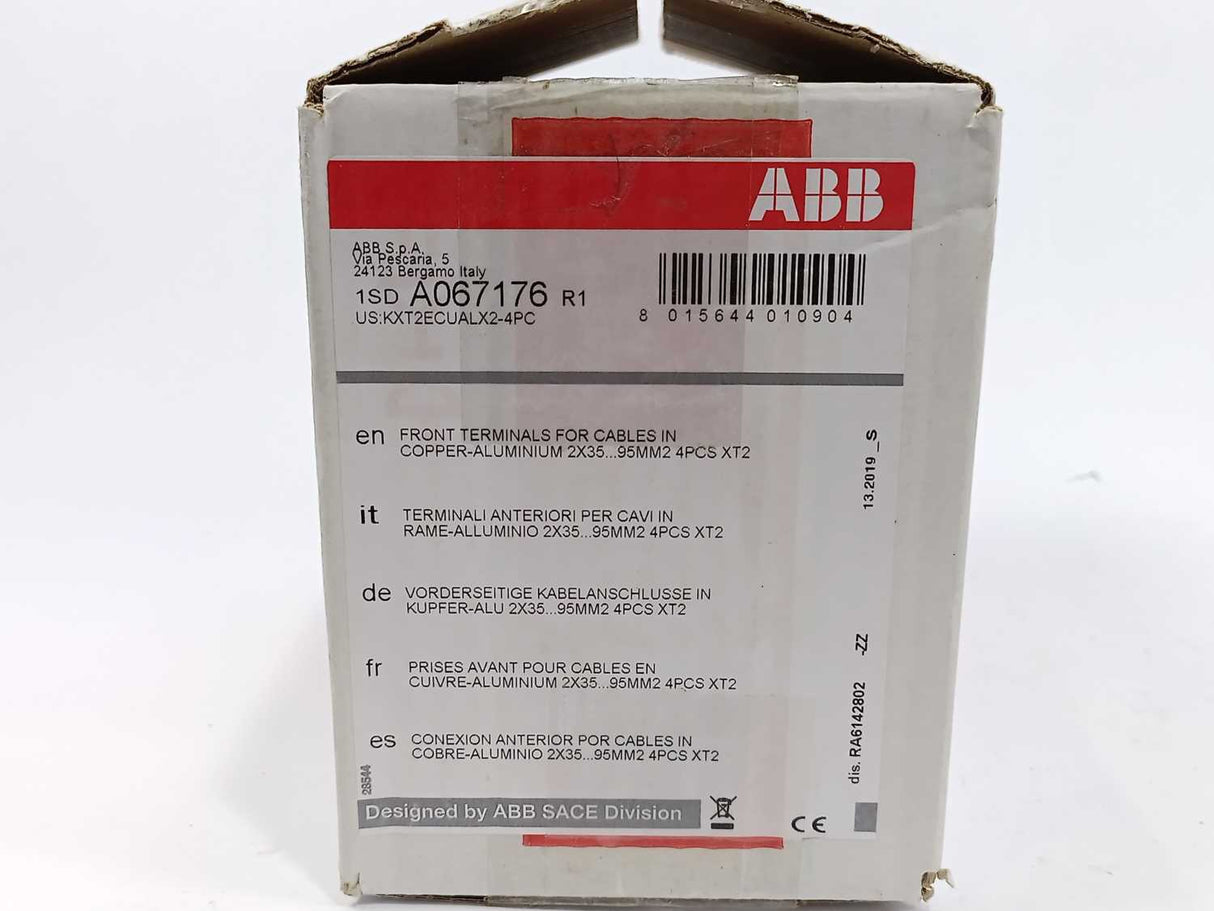 ABB
ABB S.p.A.
Via Pescaria, 5
24123 Bergamo Italy
1SD A067176 R1
US:KXT2ECUALX2-4PC
8 015644 010904
en FRONT TERMINALS FOR CABLES IN
COPPER-ALUMINIUM 2X35...95MM2 4PCS XT2
it TERMINALI ANTERIORI PER CAVI IN
RAME-ALLUMINIO 2X35...95MM2 4PCS XT2
de VORDERSEITIGE KABELANSCHLUSSE IN
KUPFER-ALU 2X35...95MM2 4PCS XT2
fr PRISES AVANT POUR CABLES EN
CUIVRE-ALUMINIUM 2X35...95MM2 4PCS XT2
es CONEXION ANTERIOR POR CABLES IN
COBRE-ALUMINIO 2X35...95MM2 4PCS XT2
13.2019 _S
dis. RA6142802 -ZZ
28544
Designed by ABB SACE Division
CE